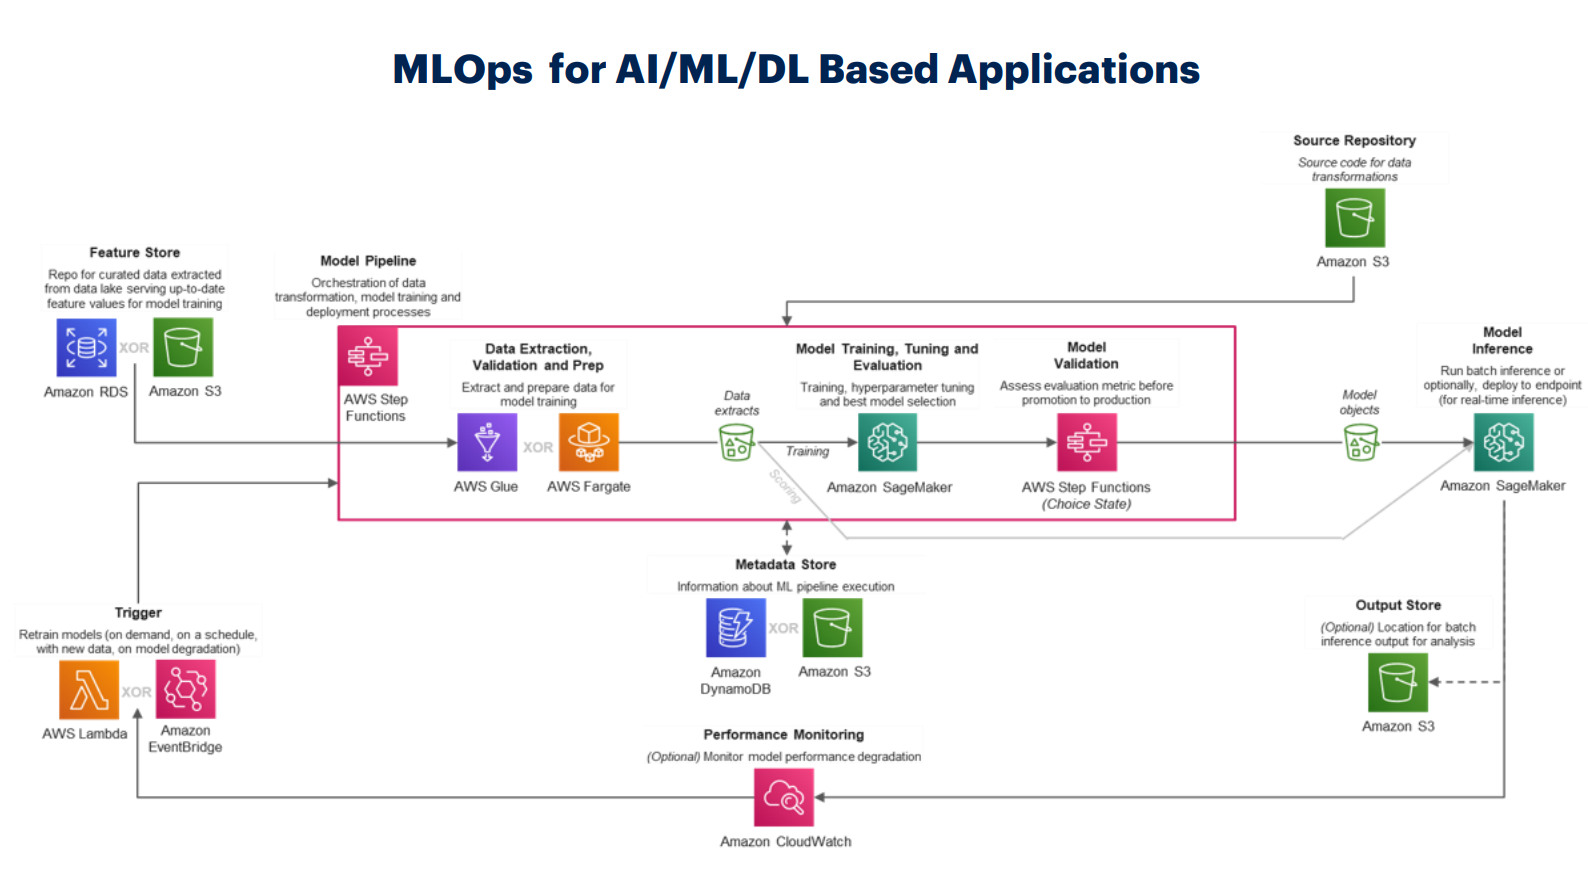 MLOps for AI/ML/DL Based Applications
Source Repository
Source code for data
transformations
Amazon S3
Feature Store
Repo for curated data extracted
from data lake serving up-to-date
feature values for model training
XOR
Amazon RDS
Amazon S3
Model Pipeline
Orchestration of data
transformation, model training and
deployment processes
AWS Step
Functions
Data Extraction,
Validation and Prep
Extract and prepare data for
model training
XOR
AWS Glue
AWS Fargate
Data
extracts
Training
Scoring
Model Training, Tuning and
Evaluation
Training, hyperparameter tuning
and best model selection
Amazon SageMaker
Model
Validation
Assess evaluation metric before
promotion to production
AWS Step Functions
(Choice State)
Model
objects
Model
Inference
Run batch inference or
optionally, deploy to endpoint
(for real-time inference)
Amazon SageMaker
Metadata Store
Information about ML pipeline execution
XOR
Amazon
DynamoDB
Amazon S3
Output Store
(Optional) Location for batch
inference output for analysis
Amazon S3
Trigger
Retrain models (on demand, on a schedule,
with new data, on model degradation)
XOR
AWS Lambda
Amazon
EventBridge
Performance Monitoring
(Optional) Monitor model performance degradation
Amazon CloudWatch